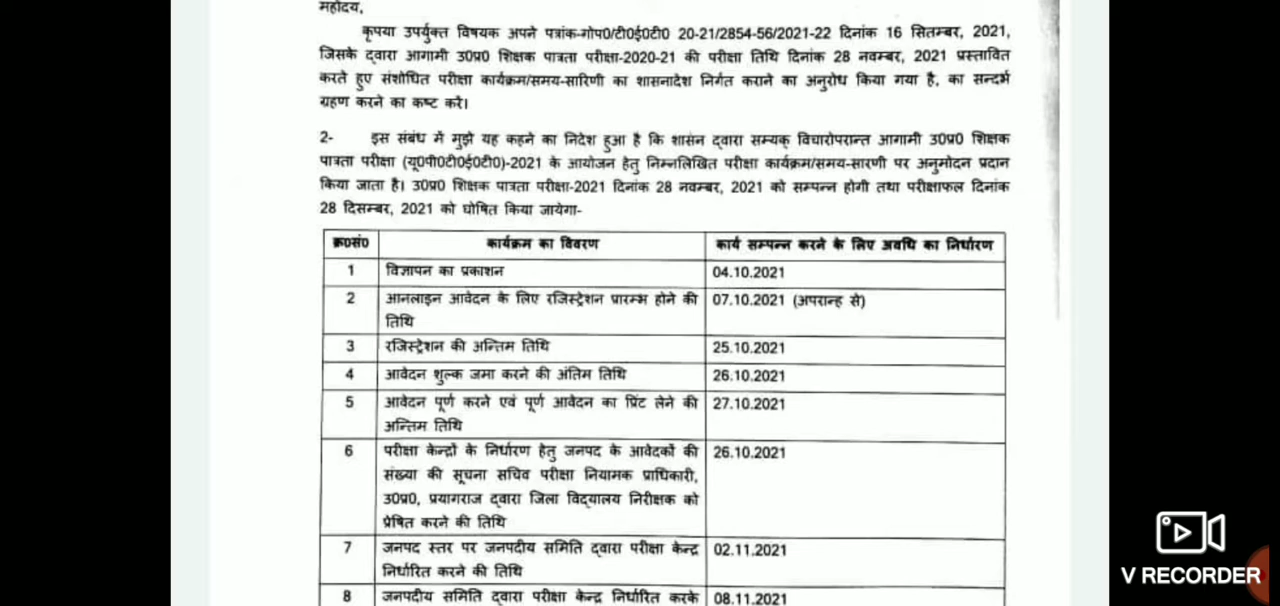 महोदय,
कृपया उपर्युक्त विषयक अपने पत्रांक-गोप0/टी0ई0टी0 20-21/2854-56/2021-22 दिनांक 16 सितम्बर, 2021,
जिसके द्वारा आगामी उ0प्र0 शिक्षक पात्रता परीक्षा-2020-21 की परीक्षा तिथि दिनांक 28 नवम्बर, 2021 प्रस्तावित
करते हुए संशोधित परीक्षा कार्यक्रम/समय-सारिणी का शासनादेश निर्गत कराने का अनुरोध किया गया है, का सन्दर्भ
ग्रहण करने का कष्ट करें।
2- इस संबंध में मुझे यह कहने का निदेश हुआ है कि शासन द्वारा सम्यक् विचारोपरान्त आगामी उ0प्र0 शिक्षक
पात्रता परीक्षा (यू0पी0टी0ई0टी0)-2021 के आयोजन हेतु निम्नलिखित परीक्षा कार्यक्रम/समय-सारणी पर अनुमोदन प्रदान
किया जाता है। उ0प्र0 शिक्षक पात्रता परीक्षा-2021 दिनांक 28 नवम्बर, 2021 को सम्पन्न होगी तथा परीक्षाफल दिनांक
28 दिसम्बर, 2021 को घोषित किया जायेगा-
क्र0सं0 कार्यक्रम का विवरण कार्य सम्पन्न करने के लिए अवधि का निर्धारण
1 विज्ञापन का प्रकाशन 04.10.2021
2 आनलाइन आवेदन के लिए रजिस्ट्रेशन प्रारम्भ होने की 07.10.2021 (अपरान्ह से)
तिथि
3 रजिस्ट्रेशन की अन्तिम तिथि 25.10.2021
4 आवेदन शुल्क जमा करने की अंतिम तिथि 26.10.2021
5 आवेदन पूर्ण करने एवं पूर्ण आवेदन का प्रिंट लेने की 27.10.2021
अन्तिम तिथि
6 परीक्षा केन्द्रों के निर्धारण हेतु जनपद के आवेदकों की 26.10.2021
संख्या की सूचना सचिव परीक्षा नियामक प्राधिकारी,
उ0प्र0, प्रयागराज द्वारा जिला विद्यालय निरीक्षक को
प्रेषित करने की तिथि
7 जनपद स्तर पर जनपदीय समिति द्वारा परीक्षा केन्द्र 02.11.2021
निर्धारित करने की तिथि
8 जनपदीय समिति द्वारा परीक्षा केन्द्र निर्धारित करके 08.11.2021
V RECORDER